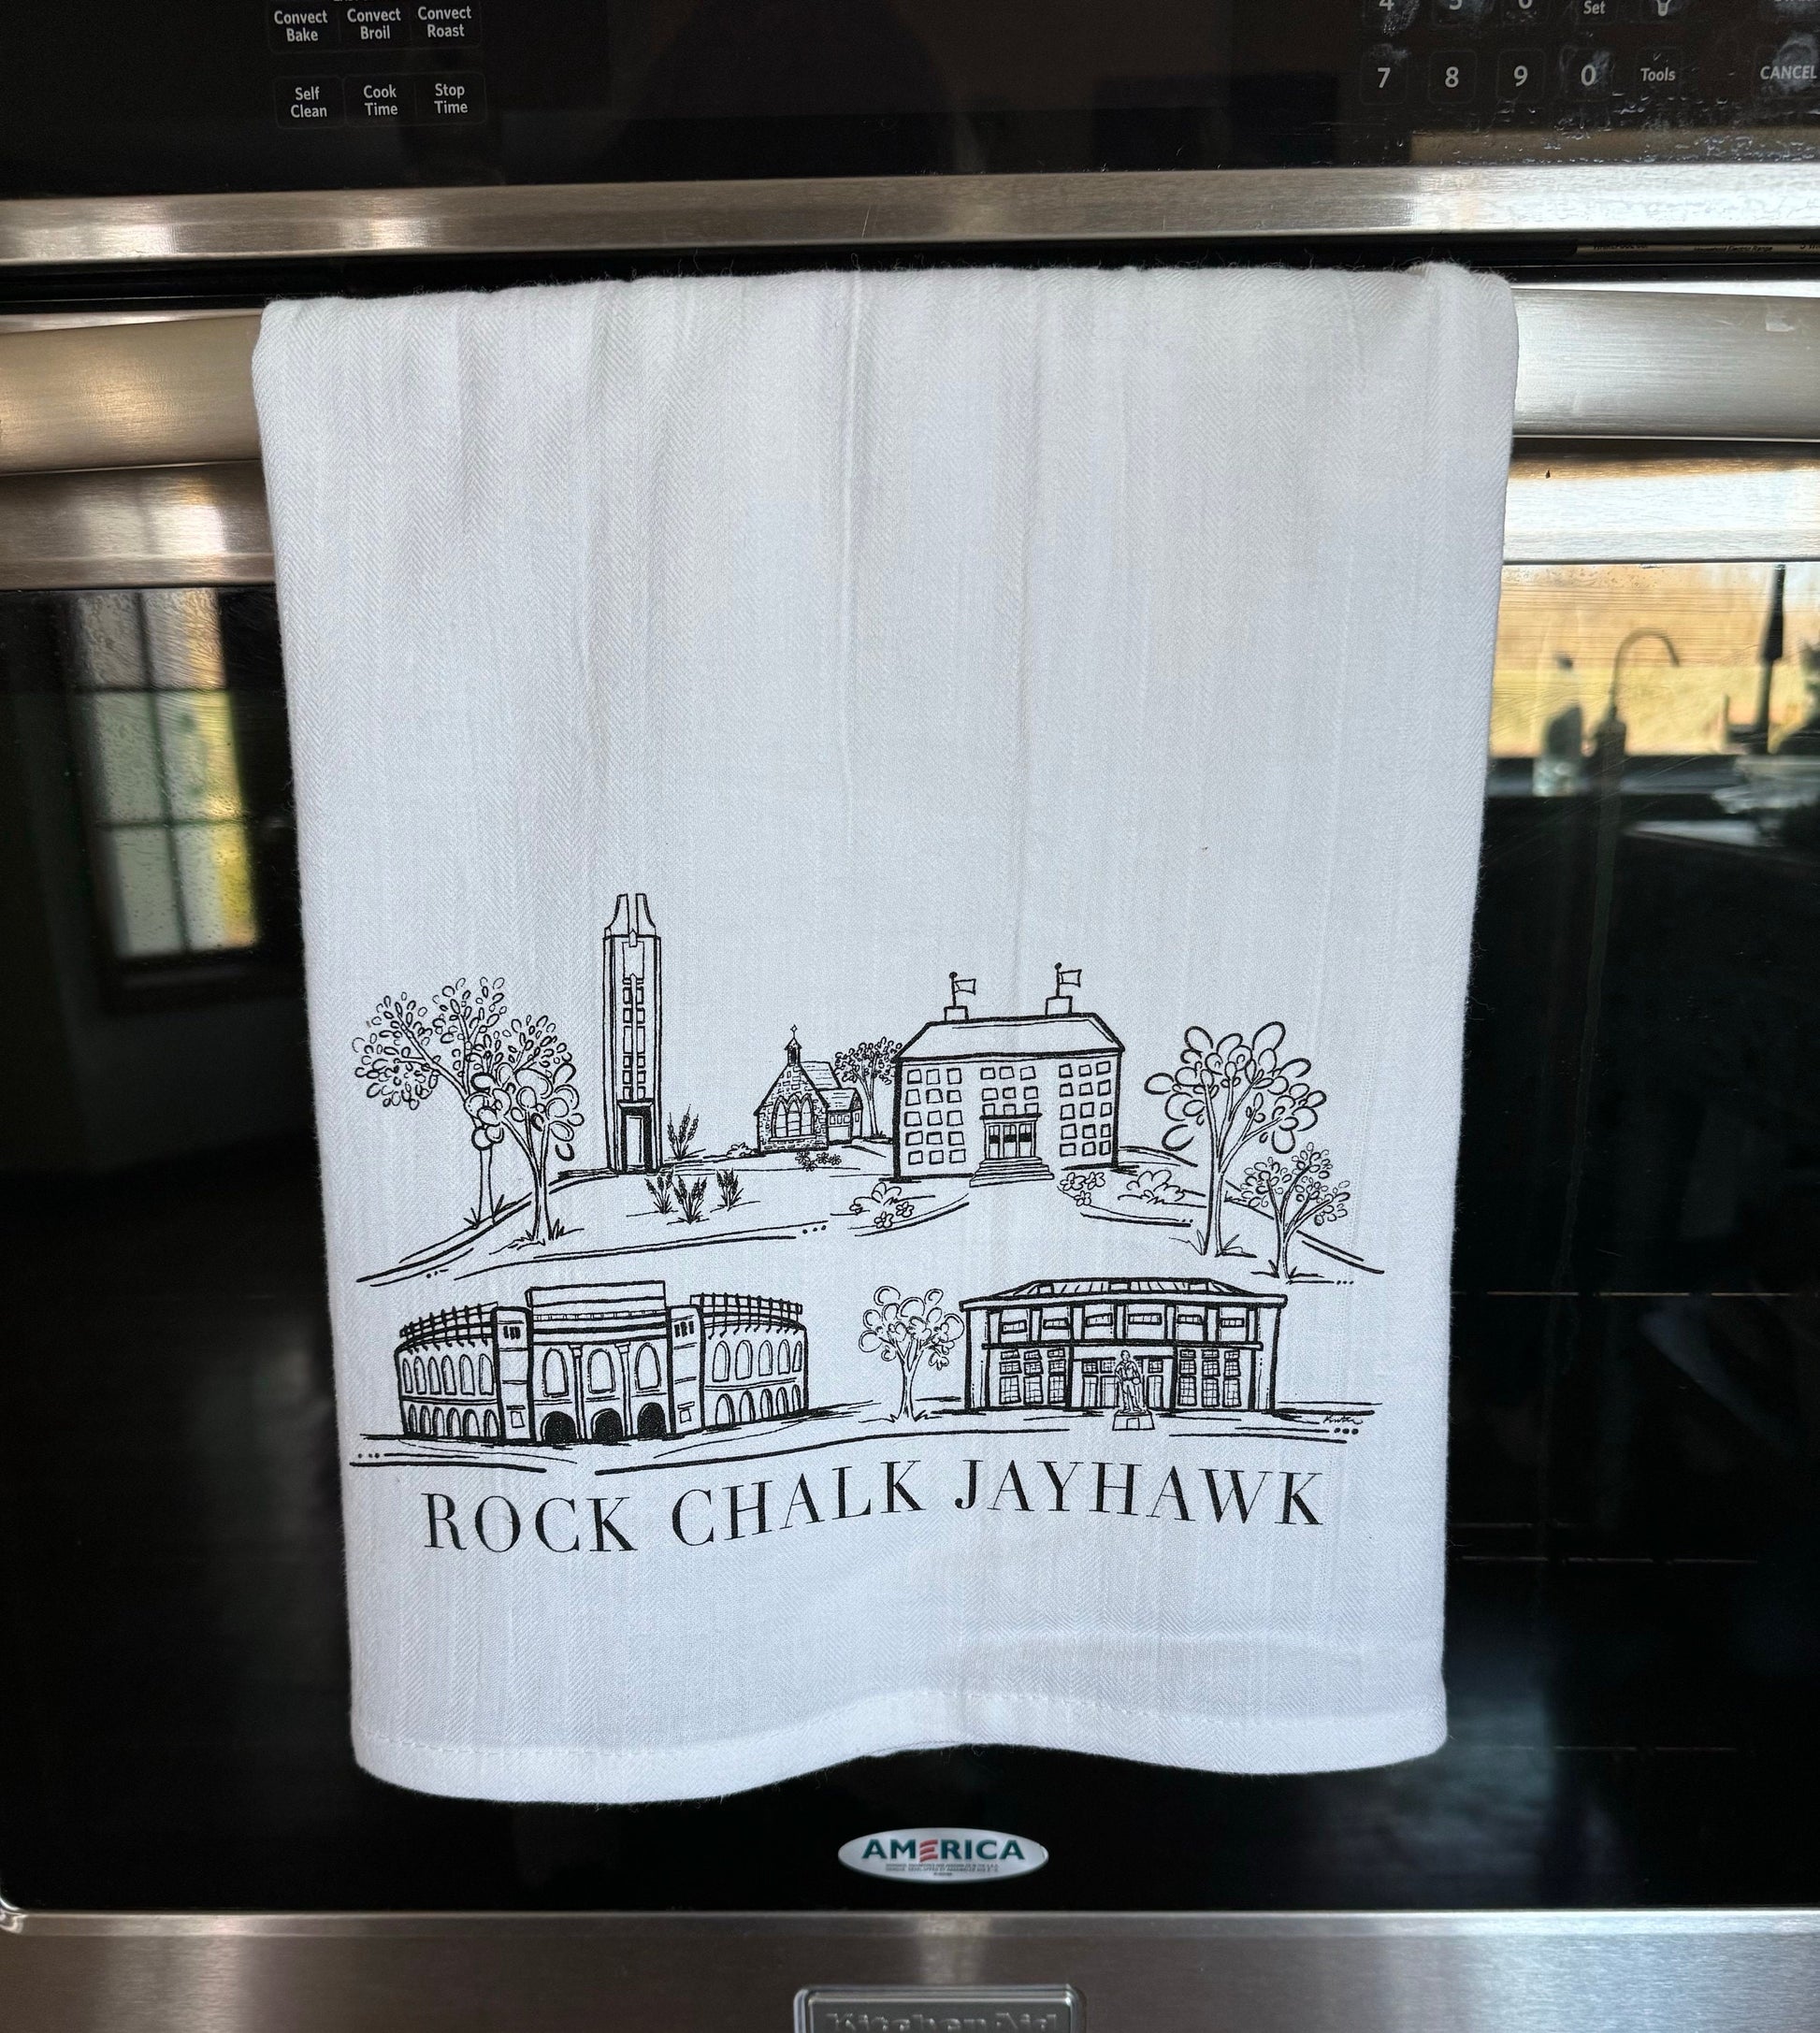 Convect Bake
Convect Broil
Convect Roast
Self Clean
Cook Time
Stop Time
Set
7 8 9 0 Tools CANCEL
ROCK CHALK JAYHAWK
AMERICA
KitchenAid